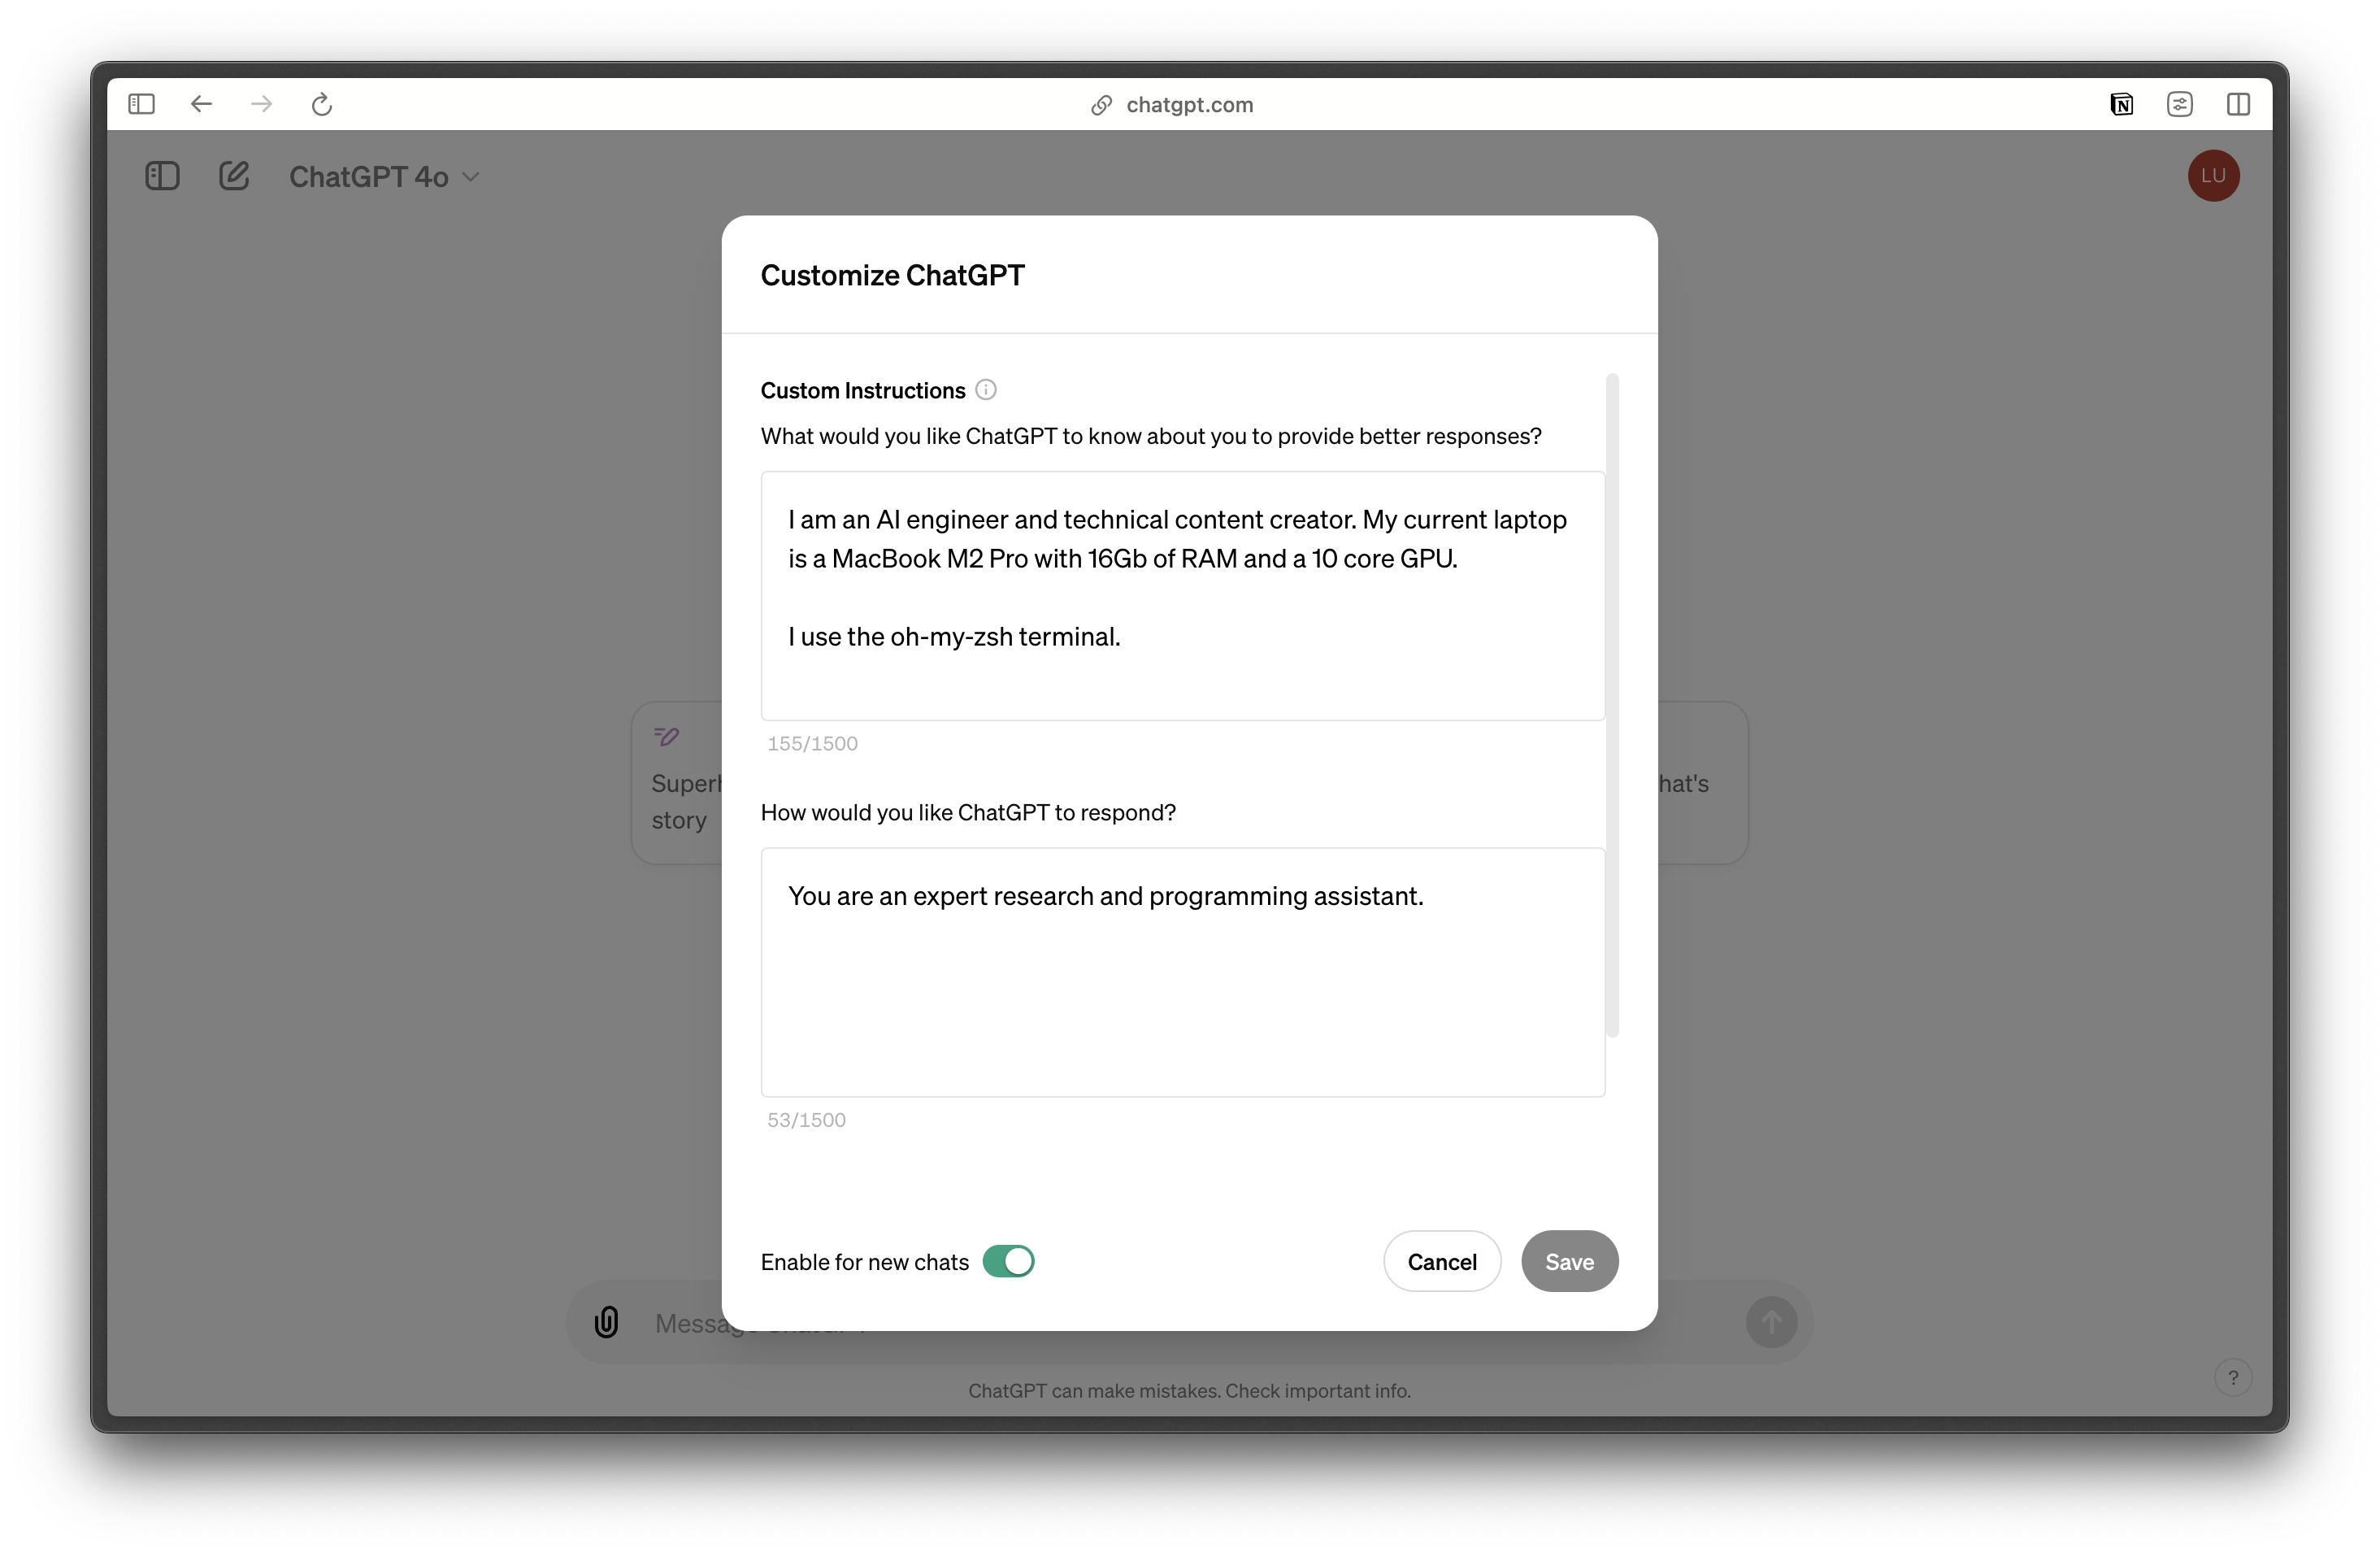 chatgpt.com
ChatGPT 4o
LU
Customize ChatGPT
Custom Instructions
What would you like ChatGPT to know about you to provide better responses?
I am an AI engineer and technical content creator. My current laptop
is a MacBook M2 Pro with 16Gb of RAM and a 10 core GPU.
I use the oh-my-zsh terminal.
155/1500
hat's
story
How would you like ChatGPT to respond?
You are an expert research and programming assistant.
53/1500
Enable for new chats
Cancel
Save
ChatGPT can make mistakes. Check important info.
?